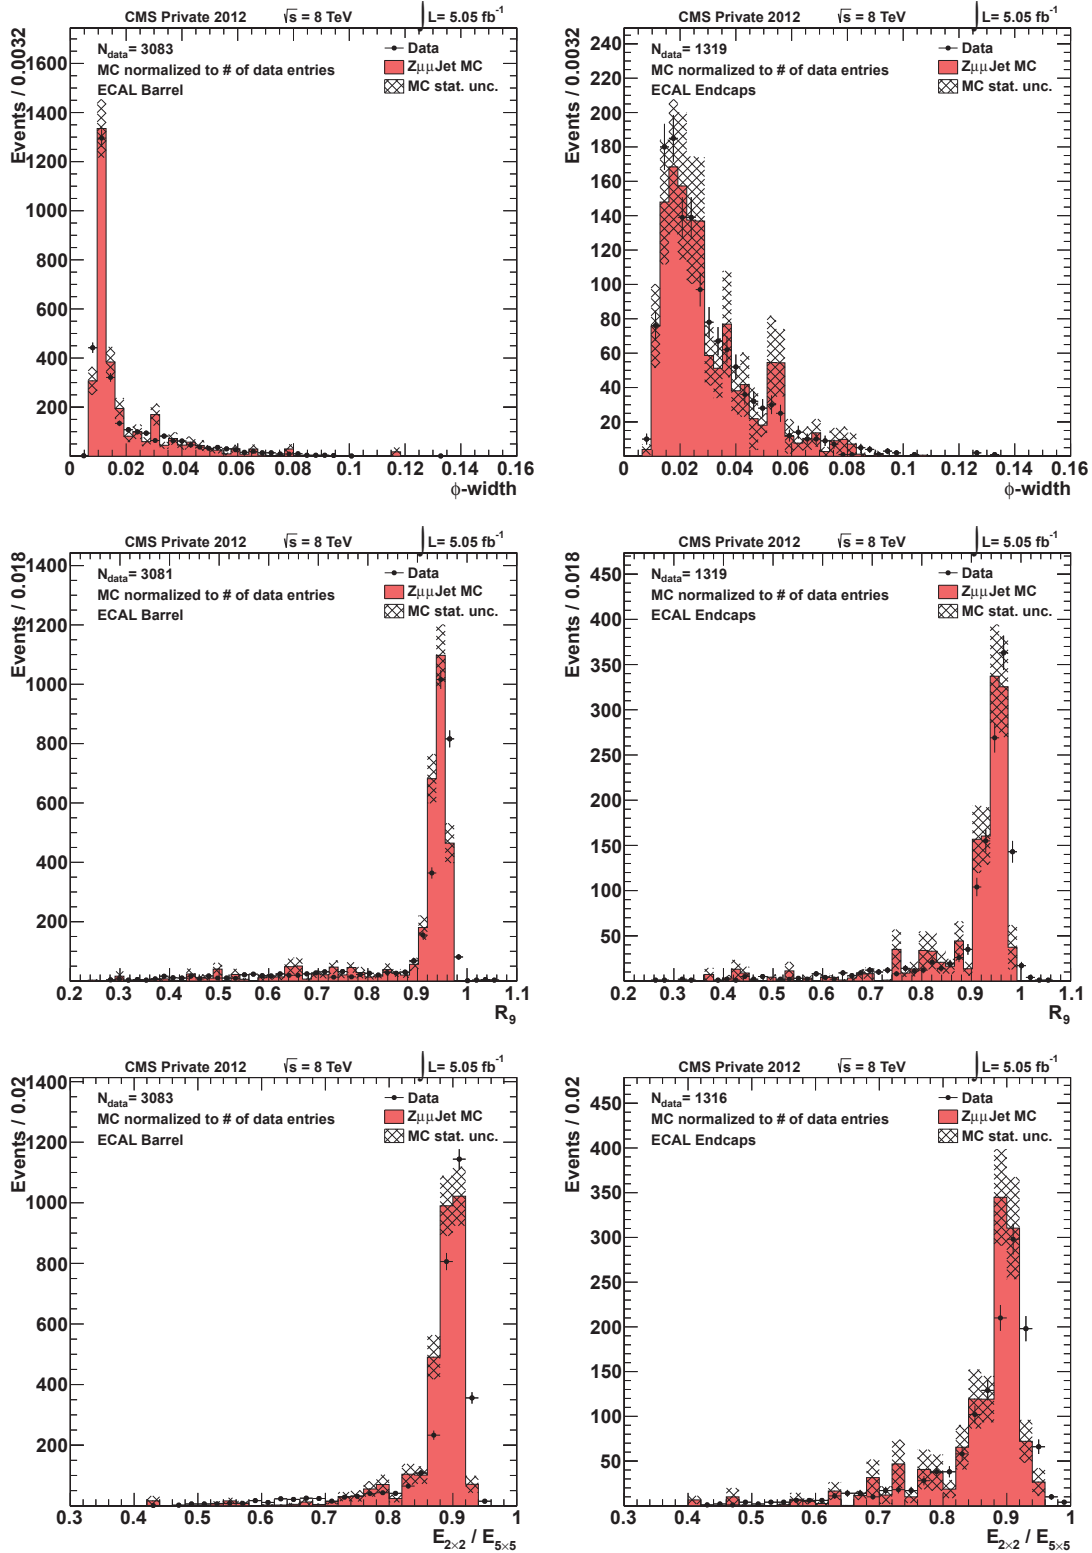 CMS Private 2012 √s = 8 TeV ∫L= 5.05 fb⁻¹
N_data= 3083
MC normalized to # of data entries
ECAL Barrel
Data
ZμμJet MC
MC stat. unc.
Events / 0.0032
1600
1400
1200
1000
800
600
400
200
0 0.02 0.04 0.06 0.08 0.1 0.12 0.14 0.16
ϕ-width
CMS Private 2012 √s = 8 TeV ∫L= 5.05 fb⁻¹
N_data= 1319
MC normalized to # of data entries
ECAL Endcaps
Data
ZμμJet MC
MC stat. unc.
Events / 0.0032
240
220
200
180
160
140
120
100
80
60
40
20
0 0.02 0.04 0.06 0.08 0.1 0.12 0.14 0.16
ϕ-width
CMS Private 2012 √s = 8 TeV ∫L= 5.05 fb⁻¹
N_data= 3081
MC normalized to # of data entries
ECAL Barrel
Data
ZμμJet MC
MC stat. unc.
Events / 0.018
1400
1200
1000
800
600
400
200
0.2 0.3 0.4 0.5 0.6 0.7 0.8 0.9 1 1.1
R₉
CMS Private 2012 √s = 8 TeV ∫L= 5.05 fb⁻¹
N_data= 1319
MC normalized to # of data entries
ECAL Endcaps
Data
ZμμJet MC
MC stat. unc.
Events / 0.018
450
400
350
300
250
200
150
100
50
0.2 0.3 0.4 0.5 0.6 0.7 0.8 0.9 1 1.1
R₉
CMS Private 2012 √s = 8 TeV ∫L= 5.05 fb⁻¹
N_data= 3083
MC normalized to # of data entries
ECAL Barrel
Data
ZμμJet MC
MC stat. unc.
Events / 0.02
1400
1200
1000
800
600
400
200
0.3 0.4 0.5 0.6 0.7 0.8 0.9 1
E₂ₓ₂ / E₅ₓ₅
CMS Private 2012 √s = 8 TeV ∫L= 5.05 fb⁻¹
N_data= 1316
MC normalized to # of data entries
ECAL Endcaps
Data
ZμμJet MC
MC stat. unc.
Events / 0.02
450
400
350
300
250
200
150
100
50
0.3 0.4 0.5 0.6 0.7 0.8 0.9 1
E₂ₓ₂ / E₅ₓ₅